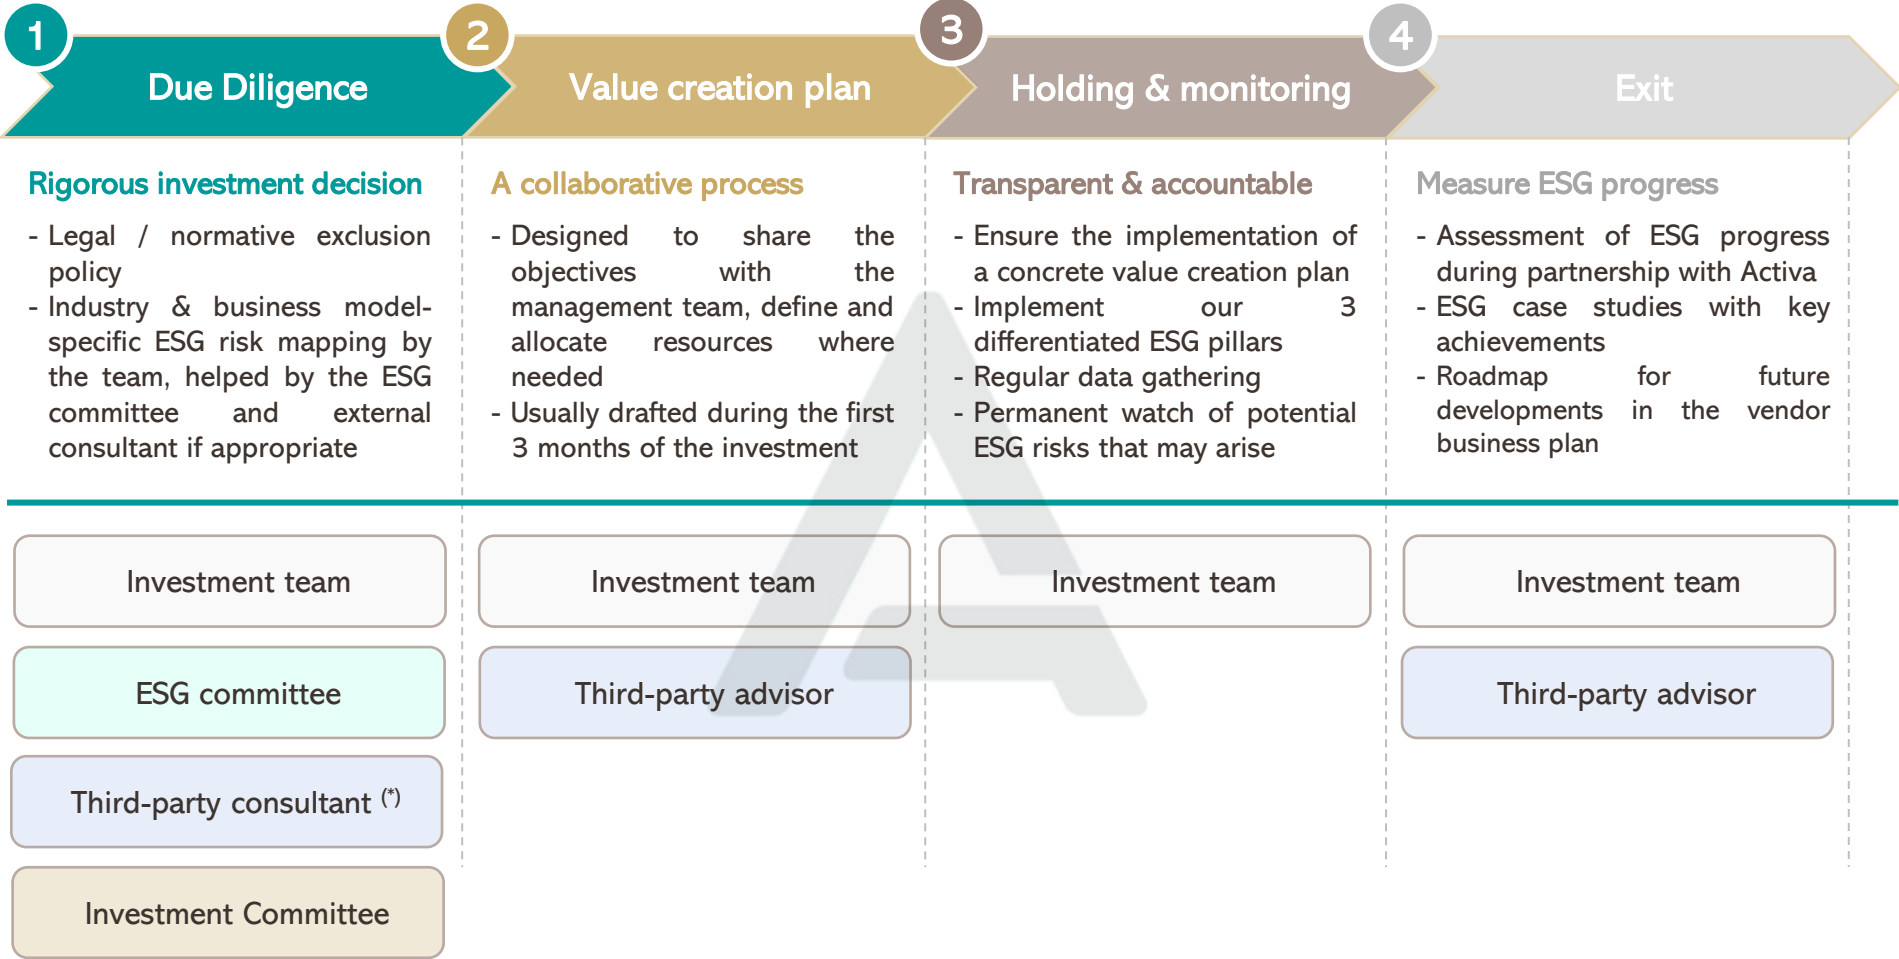 1
Due Diligence
2
Value creation plan
3
Holding & monitoring
4
Exit
Rigorous investment decision
- Legal / normative exclusion
policy
- Industry & business model-
specific ESG risk mapping by
the team, helped by the ESG
committee and external
consultant if appropriate
A collaborative process
- Designed to share the
objectives with the
management team, define and
allocate resources where
needed
- Usually drafted during the first
3 months of the investment
Transparent & accountable
- Ensure the implementation of
a concrete value creation plan
- Implement our 3
differentiated ESG pillars
- Regular data gathering
- Permanent watch of potential
ESG risks that may arise
Measure ESG progress
- Assessment of ESG progress
during partnership with Activa
- ESG case studies with key
achievements
- Roadmap for future
developments in the vendor
business plan
Investment team
ESG committee
Third-party consultant (*)
Investment Committee
Investment team
Third-party advisor
Investment team
Investment team
Third-party advisor